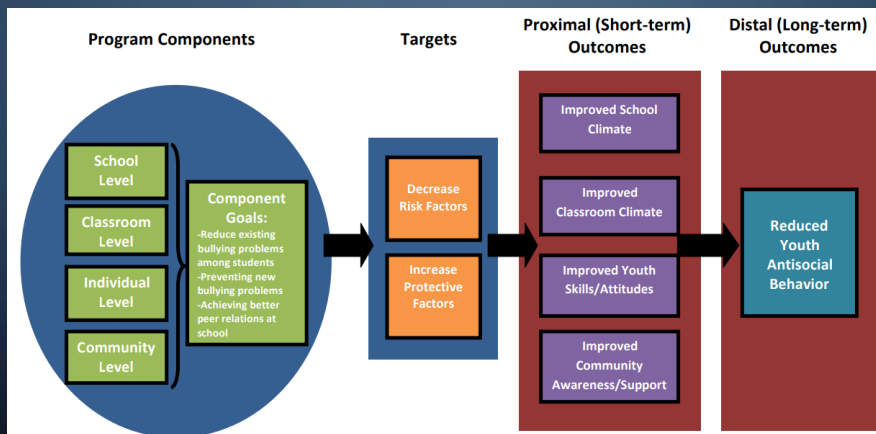 Program Components
Targets
Proximal (Short-term)
Outcomes
Distal (Long-term)
Outcomes
School
Level
Classroom
Level
Individual
Level
Community
Level
Component
Goals:
-Reduce existing
bullying problems
among students
-Preventing new
bullying problems
-Achieving better
peer relations at
school
Decrease
Risk Factors
Increase
Protective
Factors
Improved School
Climate
Improved
Classroom Climate
Improved Youth
Skills/Attitudes
Improved
Community
Awareness/Support
Reduced
Youth
Antisocial
Behavior